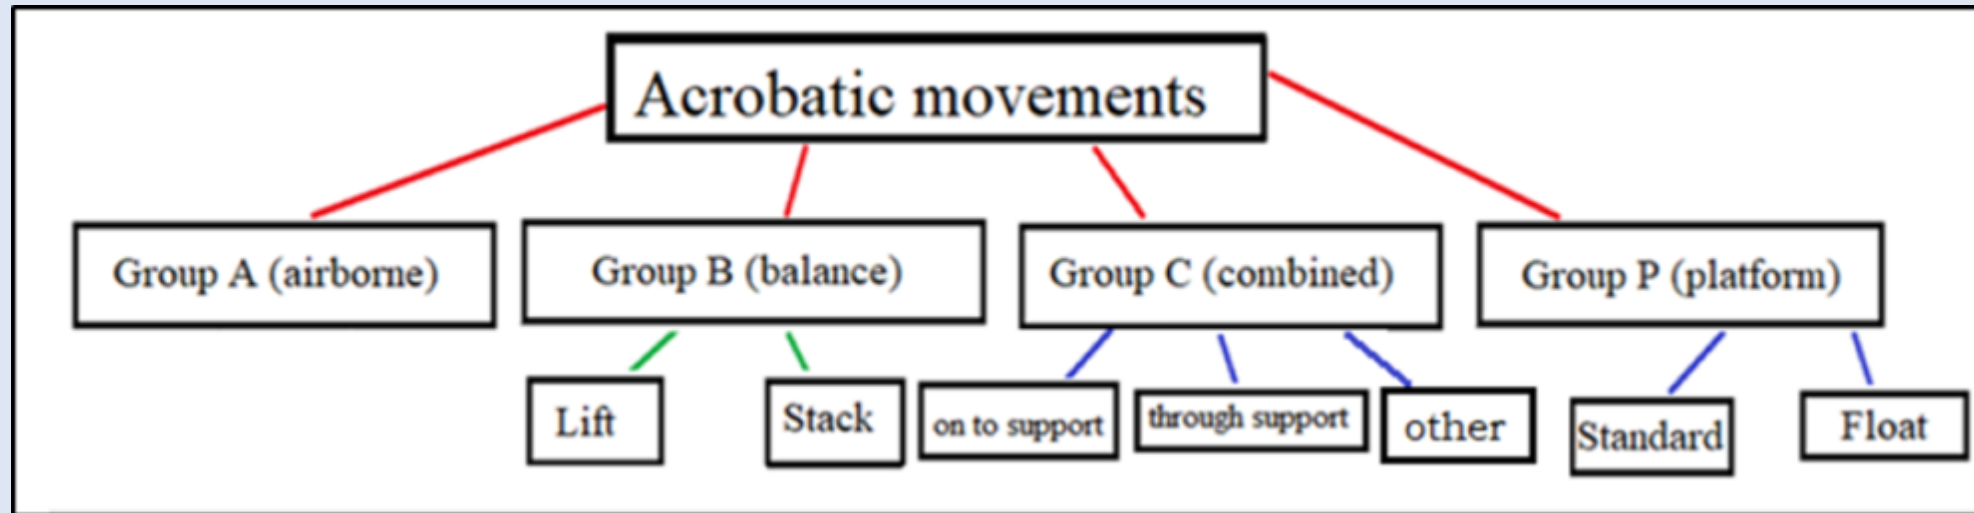 Acrobatic movements
Group A (airborne)
Group B (balance)
Group C (combined)
Group P (platform)
Lift
Stack
on to support
through support
other
Standard
Float